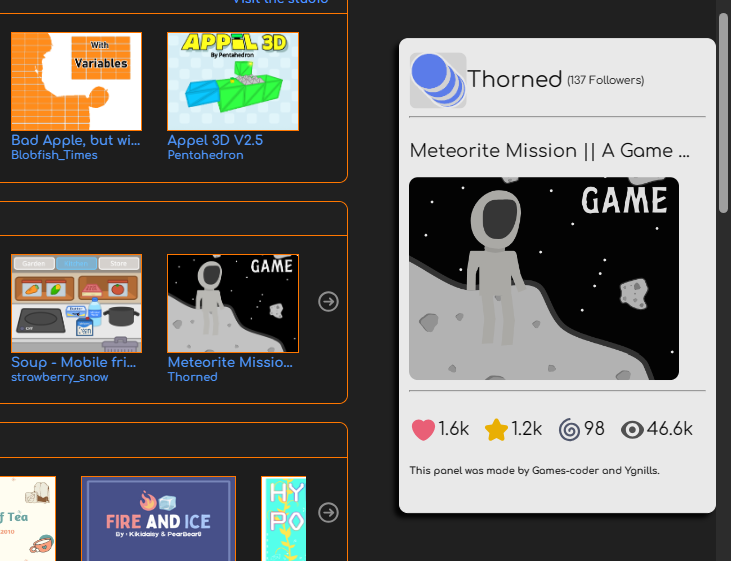 Visit the studio
With
Variables
APPEL 3D
By Pentahedron
Bad Apple, but wi...
Blobfish_Times
Appel 3D V2.5
Pentahedron
Garden
Store
GAME
Soup - Mobile fri...
strawberry_snow
Meteorite Missio...
Thorned
f Tea
2010
FIRE AND ICE
By : Kikidaisy & PearBear9
HY
PO
Thorned (137 Followers)
Meteorite Mission || A Game ...
GAME
1.6k 1.2k 98 46.6k
This panel was made by Games-coder and Ygnills.